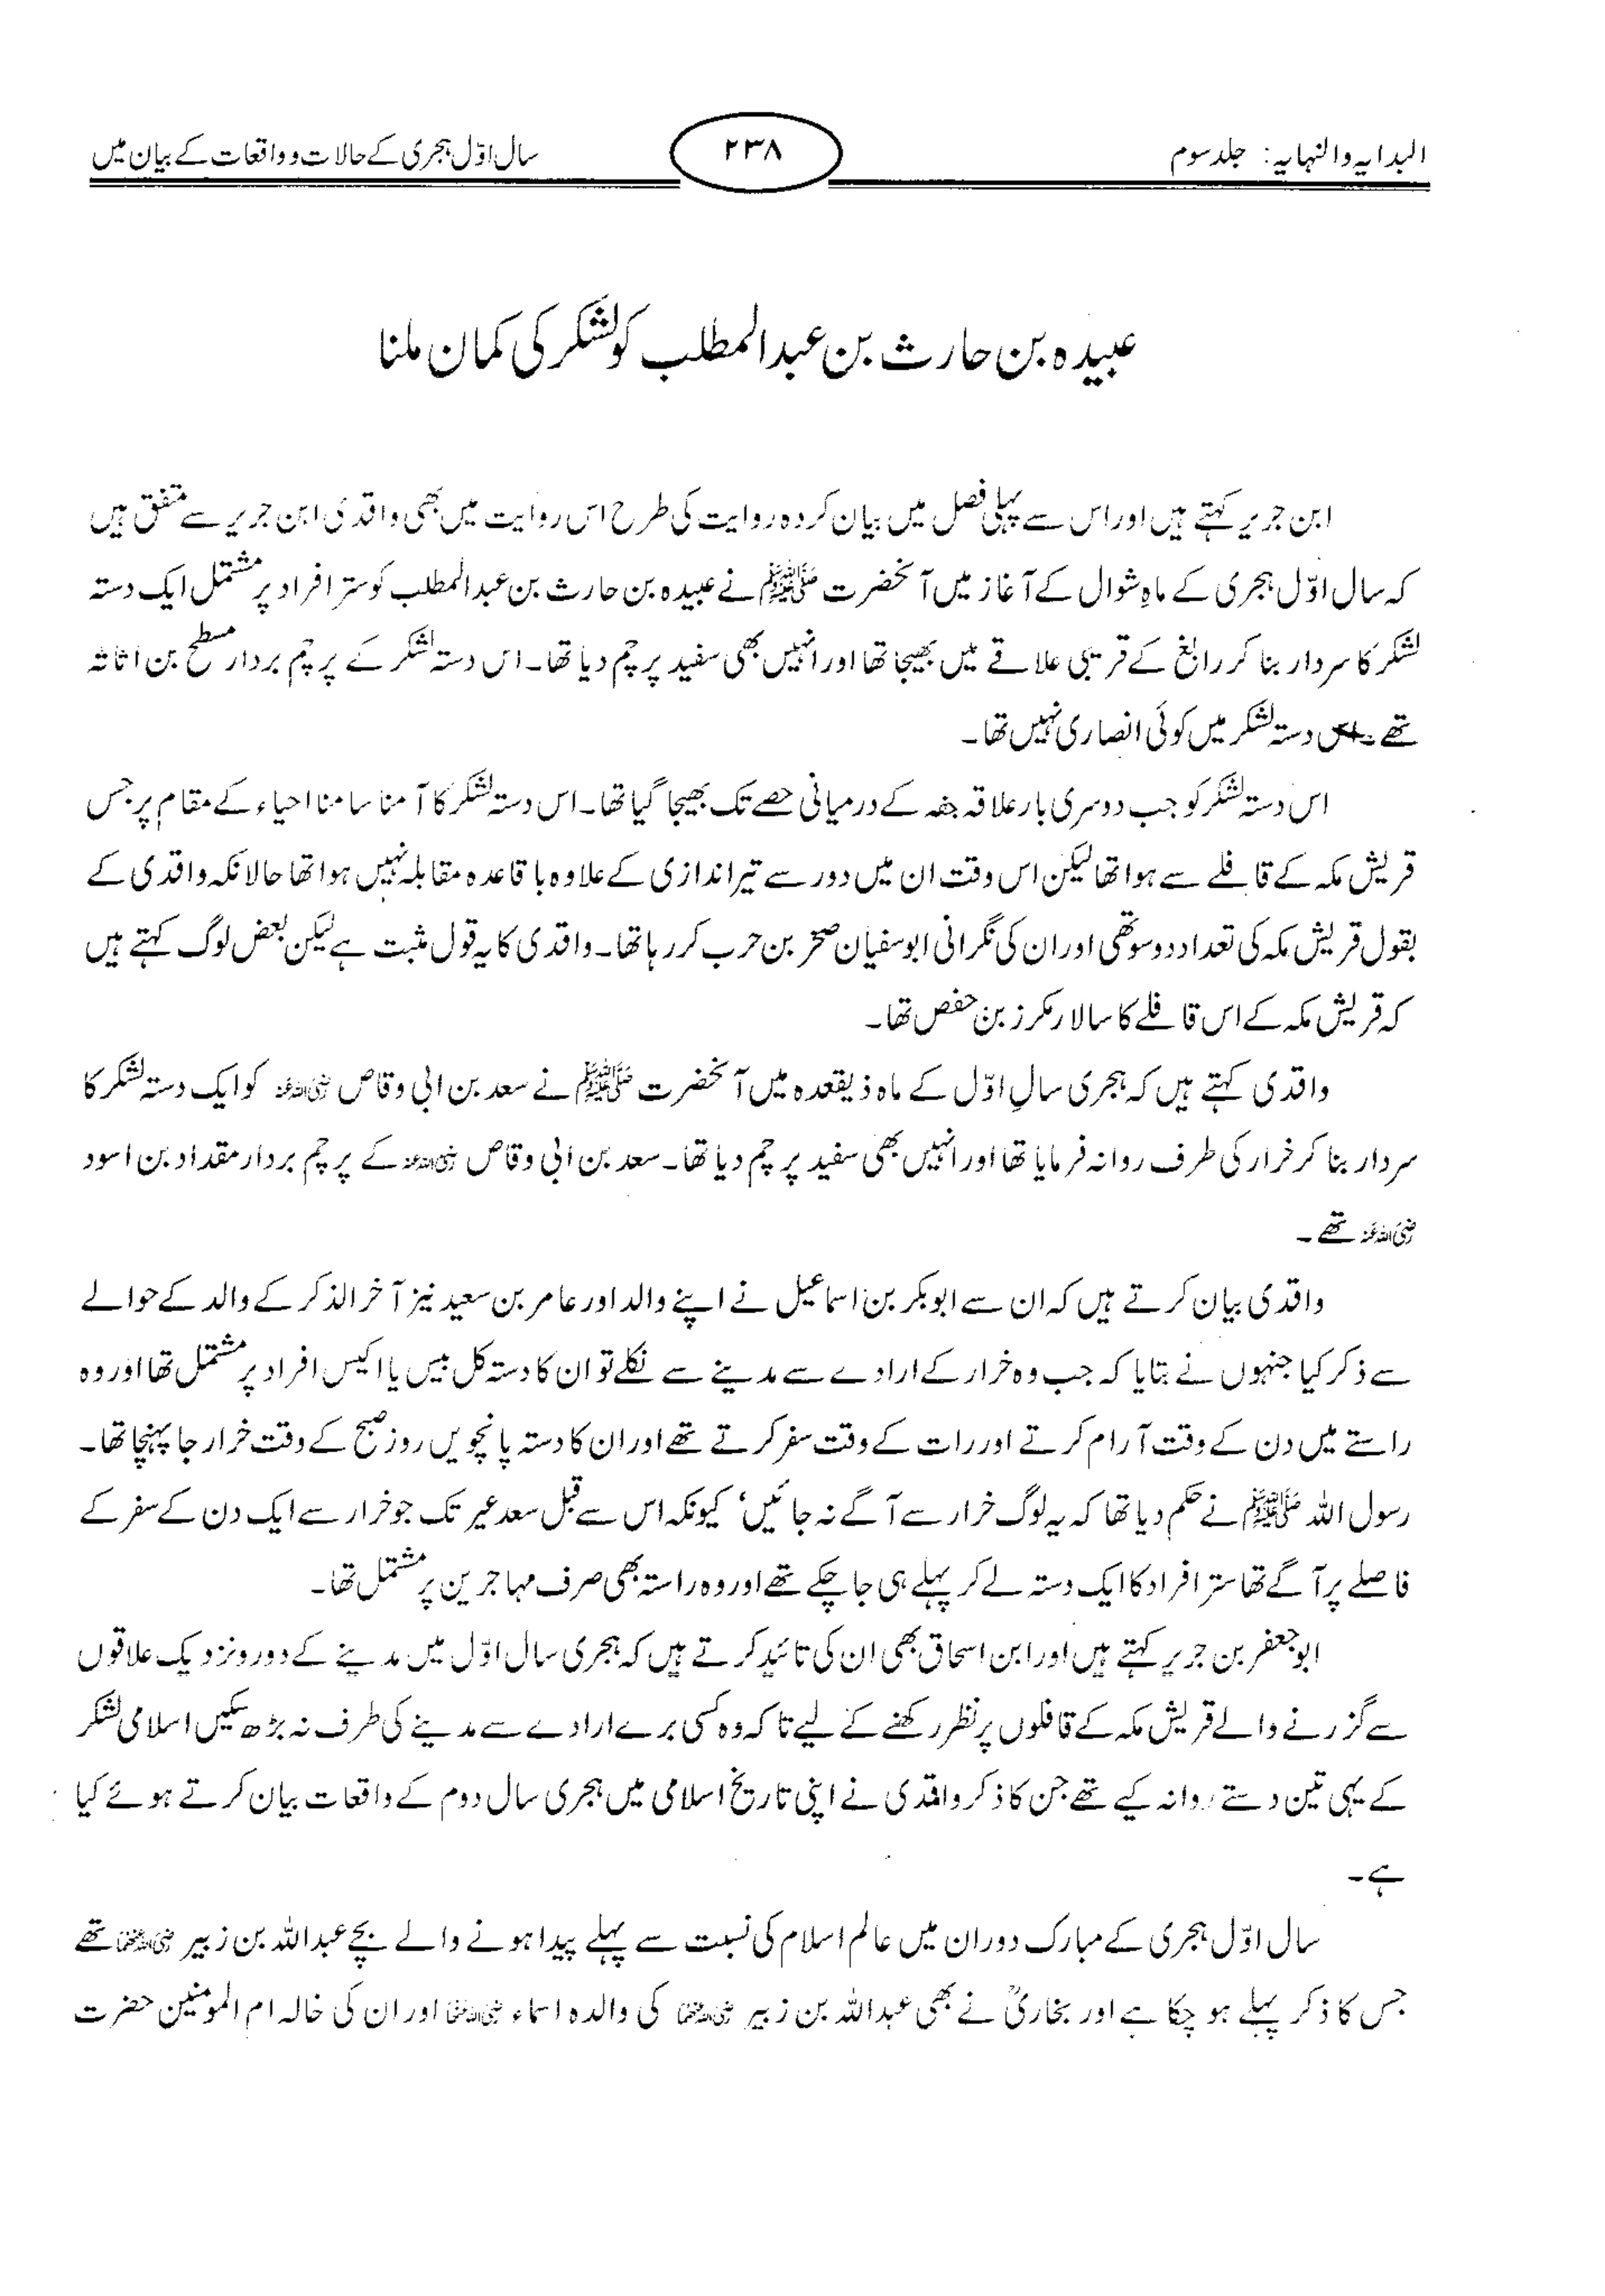 البدایہ والنہایہ: جلد سوم
۲۳۸
سال اوّل ہجری کے حالات و واقعات کے بیان میں
عبیدہ بن حارث بن عبدالمطلب کو لشکر کی کمان ملنا
ابن جریر کہتے ہیں اور اس سے پہلی فصل میں بیان کردہ روایت کی طرح اس روایت میں بھی واقدی ابن جریر سے متفق ہیں
کہ سال اوّل ہجری کے ماہِ شوال کے آغاز میں آنحضرت ﷺ نے عبیدہ بن حارث بن عبدالمطلب کو ستر افراد پر مشتمل ایک دستہ
لشکر کا سردار بنا کر رابغ کے قریبی علاقے میں بھیجا تھا اور انہیں بھی سفید پرچم دیا تھا۔ اس دستہ لشکر کے پرچم بردار مسطح بن اثاثہ
تھے۔ اس دستہ لشکر میں کوئی انصاری نہیں تھا۔
اس دستہ لشکر کو جب دوسری بار علاقہ جفہ کے درمیانی حصے تک بھیجا گیا تھا۔ اس دستہ لشکر کا آمنا سامنا احیاء کے مقام پر جس
قریش مکہ کے قافلے سے ہوا تھا لیکن اس وقت ان میں دور سے تیراندازی کے علاوہ باقاعدہ مقابلہ نہیں ہوا تھا حالانکہ واقدی کے
بقول قریش مکہ کی تعداد دو سو تھی اور ان کی نگرانی ابوسفیان صخر بن حرب کر رہا تھا۔ واقدی کا یہ قول مثبت ہے لیکن بعض لوگ کہتے ہیں
کہ قریش مکہ کے اس قافلے کا سالار مکرز بن حفص تھا۔
واقدی کہتے ہیں کہ ہجری سالِ اوّل کے ماہ ذیقعدہ میں آنحضرت ﷺ نے سعد بن ابی وقاص رضی اللہ عنہ کو ایک دستہ لشکر کا
سردار بنا کر خرار کی طرف روانہ فرمایا تھا اور انہیں بھی سفید پرچم دیا تھا۔ سعد بن ابی وقاص رضی اللہ عنہ کے پرچم بردار مقداد بن اسود
رضی اللہ عنہ تھے۔
واقدی بیان کرتے ہیں کہ ان سے ابوبکر بن اسماعیل نے اپنے والد اور عامر بن سعید نیز آخر الذکر کے والد کے حوالے
سے ذکر کیا جنہوں نے بتایا کہ جب وہ خرار کے ارادے سے مدینے سے نکلے تو ان کا دستہ کل بیس یا اکیس افراد پر مشتمل تھا اور وہ
راستے میں دن کے وقت آرام کرتے اور رات کے وقت سفر کرتے تھے اور ان کا دستہ پانچویں روز صبح کے وقت خرار جا پہنچا تھا۔
رسول اللہ ﷺ نے حکم دیا تھا کہ یہ لوگ خرار سے آگے نہ جائیں' کیونکہ اس سے قبل سعد عیر تک جو خرار سے ایک دن کے سفر کے
فاصلے پر آگے تھا ستر افراد کا ایک دستہ لے کر پہلے ہی جا چکے تھے اور وہ راستہ بھی صرف مہاجرین پر مشتمل تھا۔
ابوجعفر بن جریر کہتے ہیں اور ابن اسحاق بھی ان کی تائید کرتے ہیں کہ ہجری سال اوّل میں مدینے کے دور و نزدیک علاقوں
سے گزرنے والے قریش مکہ کے قافلوں پر نظر رکھنے کے لیے تا کہ وہ کسی برے ارادے سے مدینے کی طرف نہ بڑھ سکیں اسلامی لشکر
کے یہی تین دستے روانہ کیے تھے جن کا ذکر واقدی نے اپنی تاریخ اسلامی میں ہجری سال دوم کے واقعات بیان کرتے ہوئے کیا
ہے۔
سال اوّل ہجری کے مبارک دوران میں عالم اسلام کی نسبت سے پہلے پیدا ہونے والے بچے عبداللہ بن زبیر رضی اللہ عنہما تھے
جس کا ذکر پہلے ہو چکا ہے اور بخاریؒ نے بھی عبداللہ بن زبیر رضی اللہ عنہما کی والدہ اسماء رضی اللہ عنہا اور ان کی خالہ ام المومنین حضرت